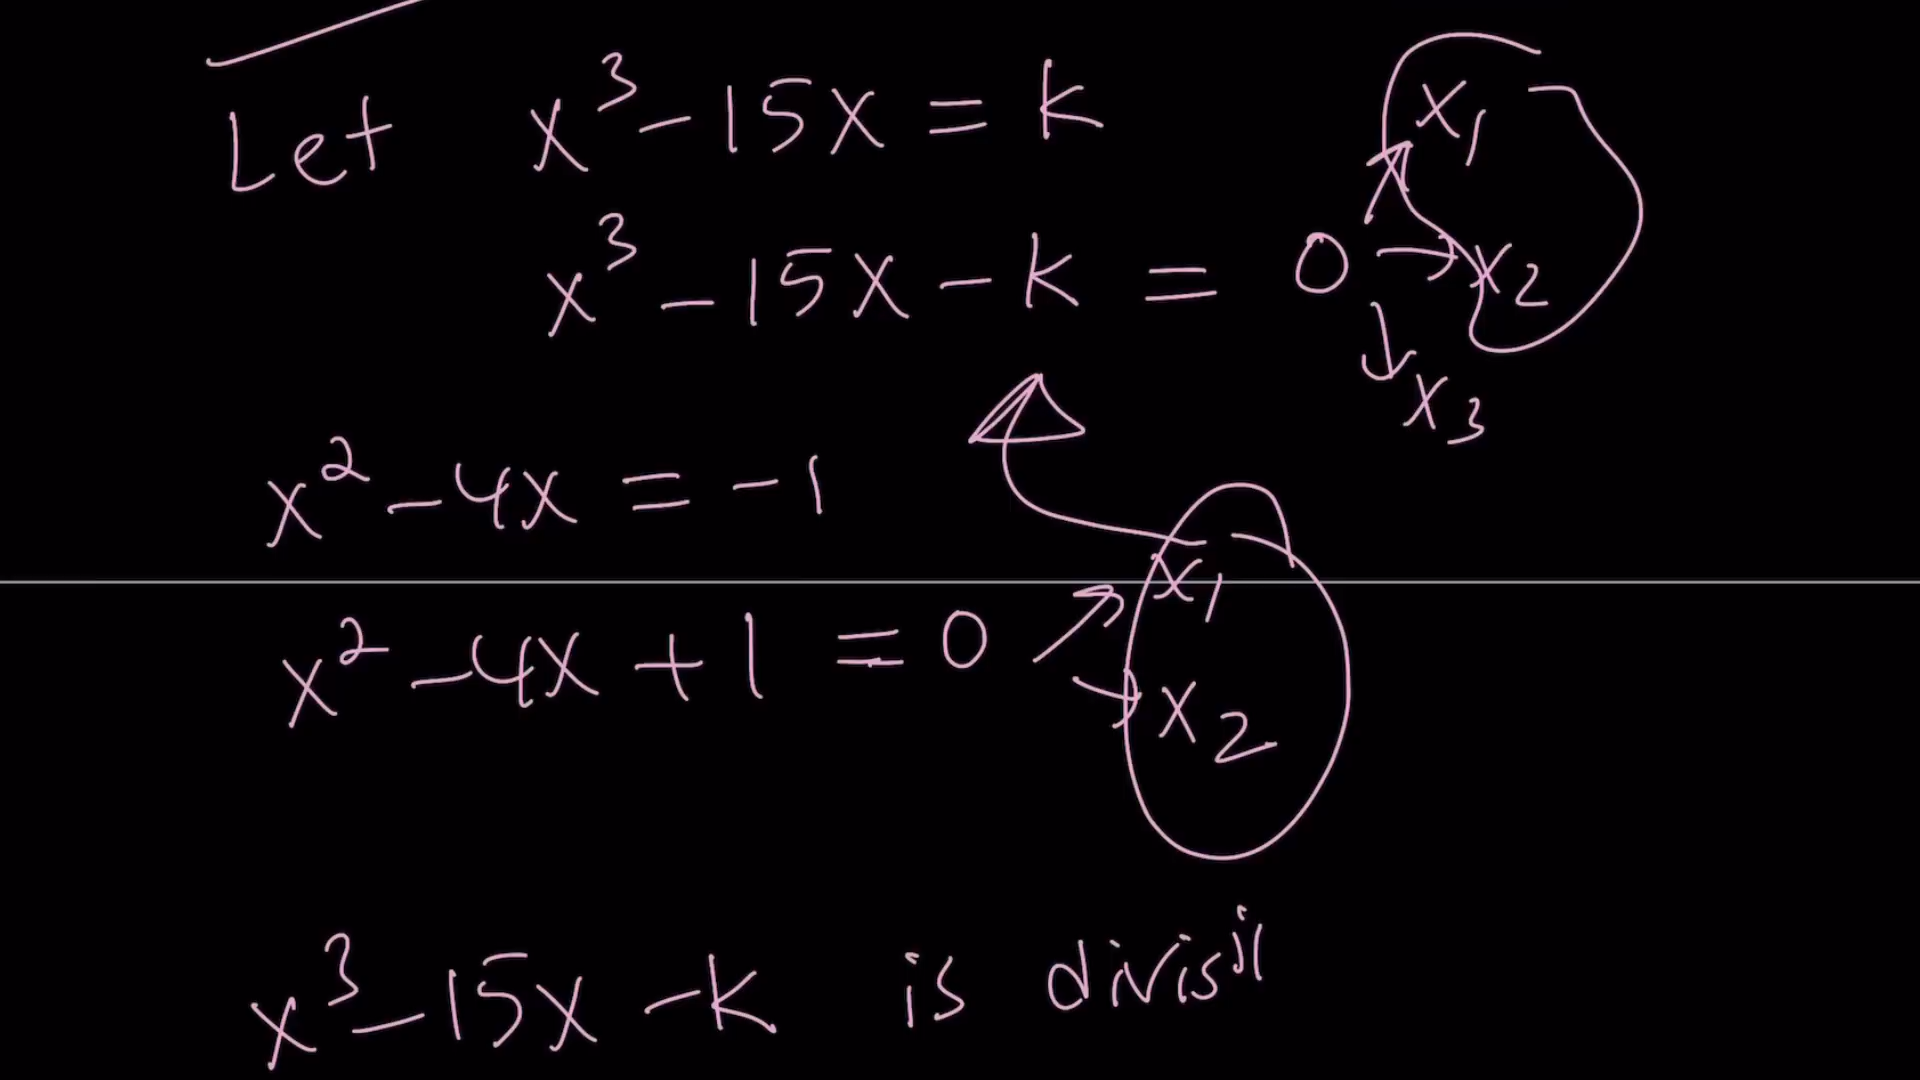 Let x³ - 15x = k
x₁
x³ - 15x - k = 0 → x₂
x₃
x² - 4x = -1
x₁
x² - 4x + 1 = 0
x₂
x³ - 15x - k is divisi